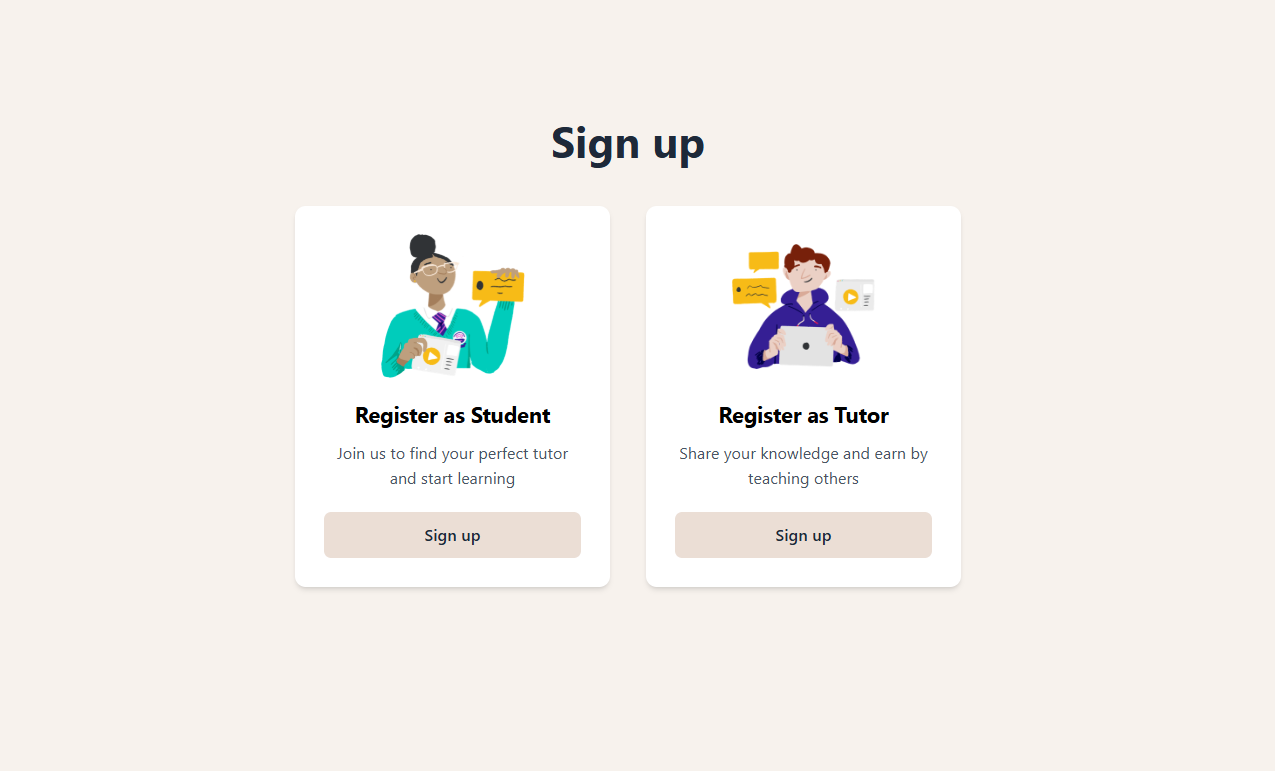 Sign up
Register as Student
Join us to find your perfect tutor
and start learning
Sign up
Register as Tutor
Share your knowledge and earn by
teaching others
Sign up